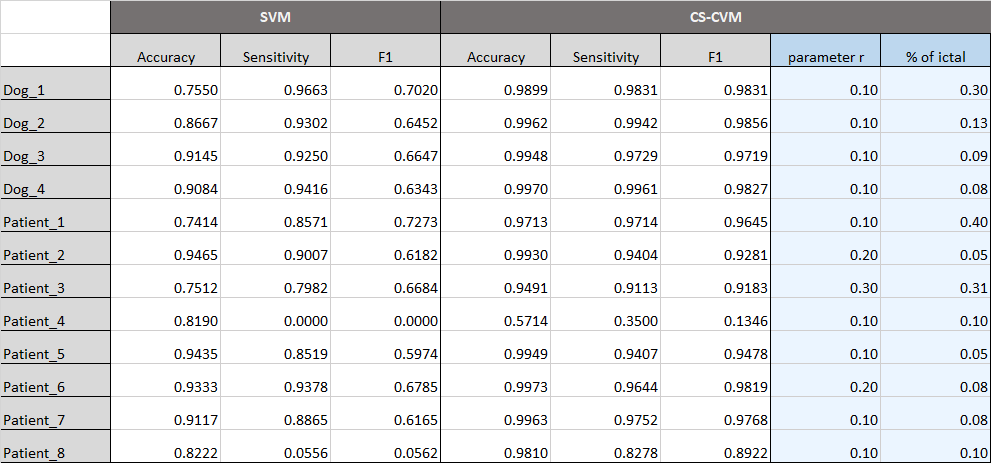 SVM CS-CVM
Accuracy Sensitivity F1 Accuracy Sensitivity F1 parameter r % of ictal
Dog_1 0.7550 0.9663 0.7020 0.9899 0.9831 0.9831 0.10 0.30
Dog_2 0.8667 0.9302 0.6452 0.9962 0.9942 0.9856 0.10 0.13
Dog_3 0.9145 0.9250 0.6647 0.9948 0.9729 0.9719 0.10 0.09
Dog_4 0.9084 0.9416 0.6343 0.9970 0.9961 0.9827 0.10 0.08
Patient_1 0.7414 0.8571 0.7273 0.9713 0.9714 0.9645 0.10 0.40
Patient_2 0.9465 0.9007 0.6182 0.9930 0.9404 0.9281 0.20 0.05
Patient_3 0.7512 0.7982 0.6684 0.9491 0.9113 0.9183 0.30 0.31
Patient_4 0.8190 0.0000 0.0000 0.5714 0.3500 0.1346 0.10 0.10
Patient_5 0.9435 0.8519 0.5974 0.9949 0.9407 0.9478 0.10 0.05
Patient_6 0.9333 0.9378 0.6785 0.9973 0.9644 0.9819 0.20 0.08
Patient_7 0.9117 0.8865 0.6165 0.9963 0.9752 0.9768 0.10 0.08
Patient_8 0.8222 0.0556 0.0562 0.9810 0.8278 0.8922 0.10 0.10